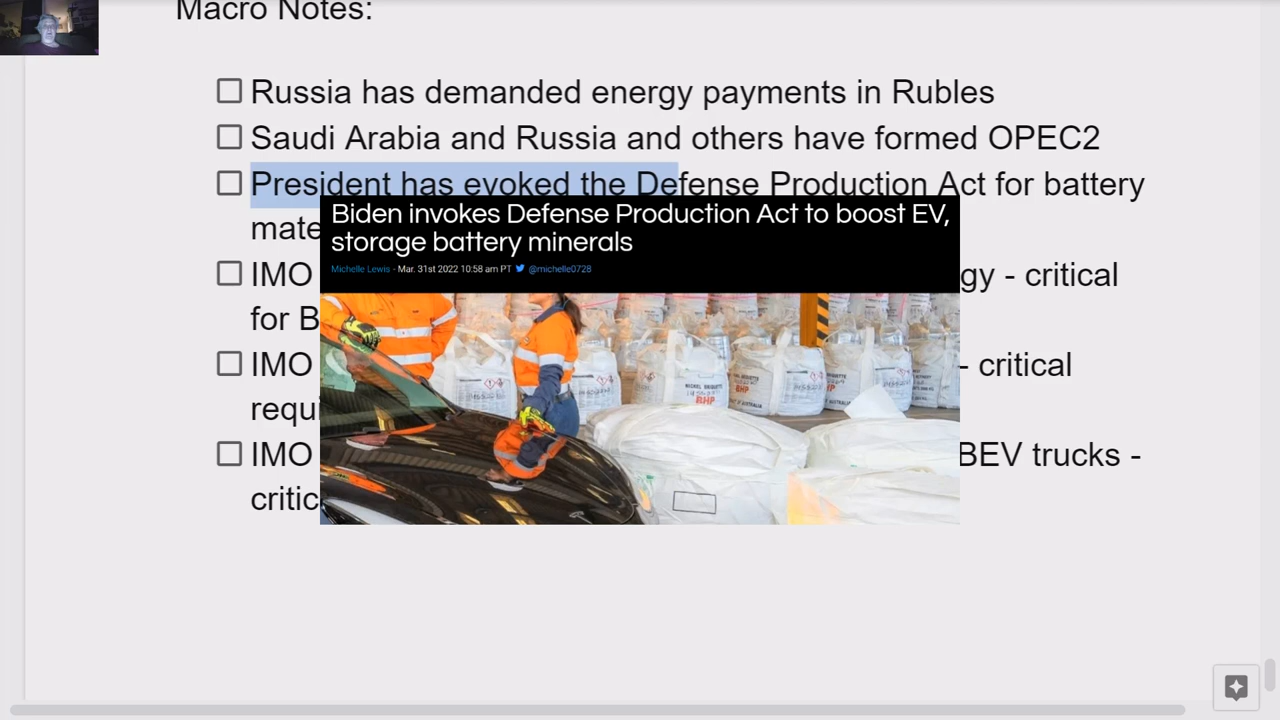 Macro Notes:
Russia has demanded energy payments in Rubles
Saudi Arabia and Russia and others have formed OPEC2
President has evoked the Defense Production Act for battery
mate
Biden invokes Defense Production Act to boost EV,
storage battery minerals
Michelle Lewis - Mar. 31st 2022 10:58 am PT @michelle0728
IMO
gy - critical
for B
IMO
- critical
requi
IMO
BEV trucks -
critic
BHP
BHP